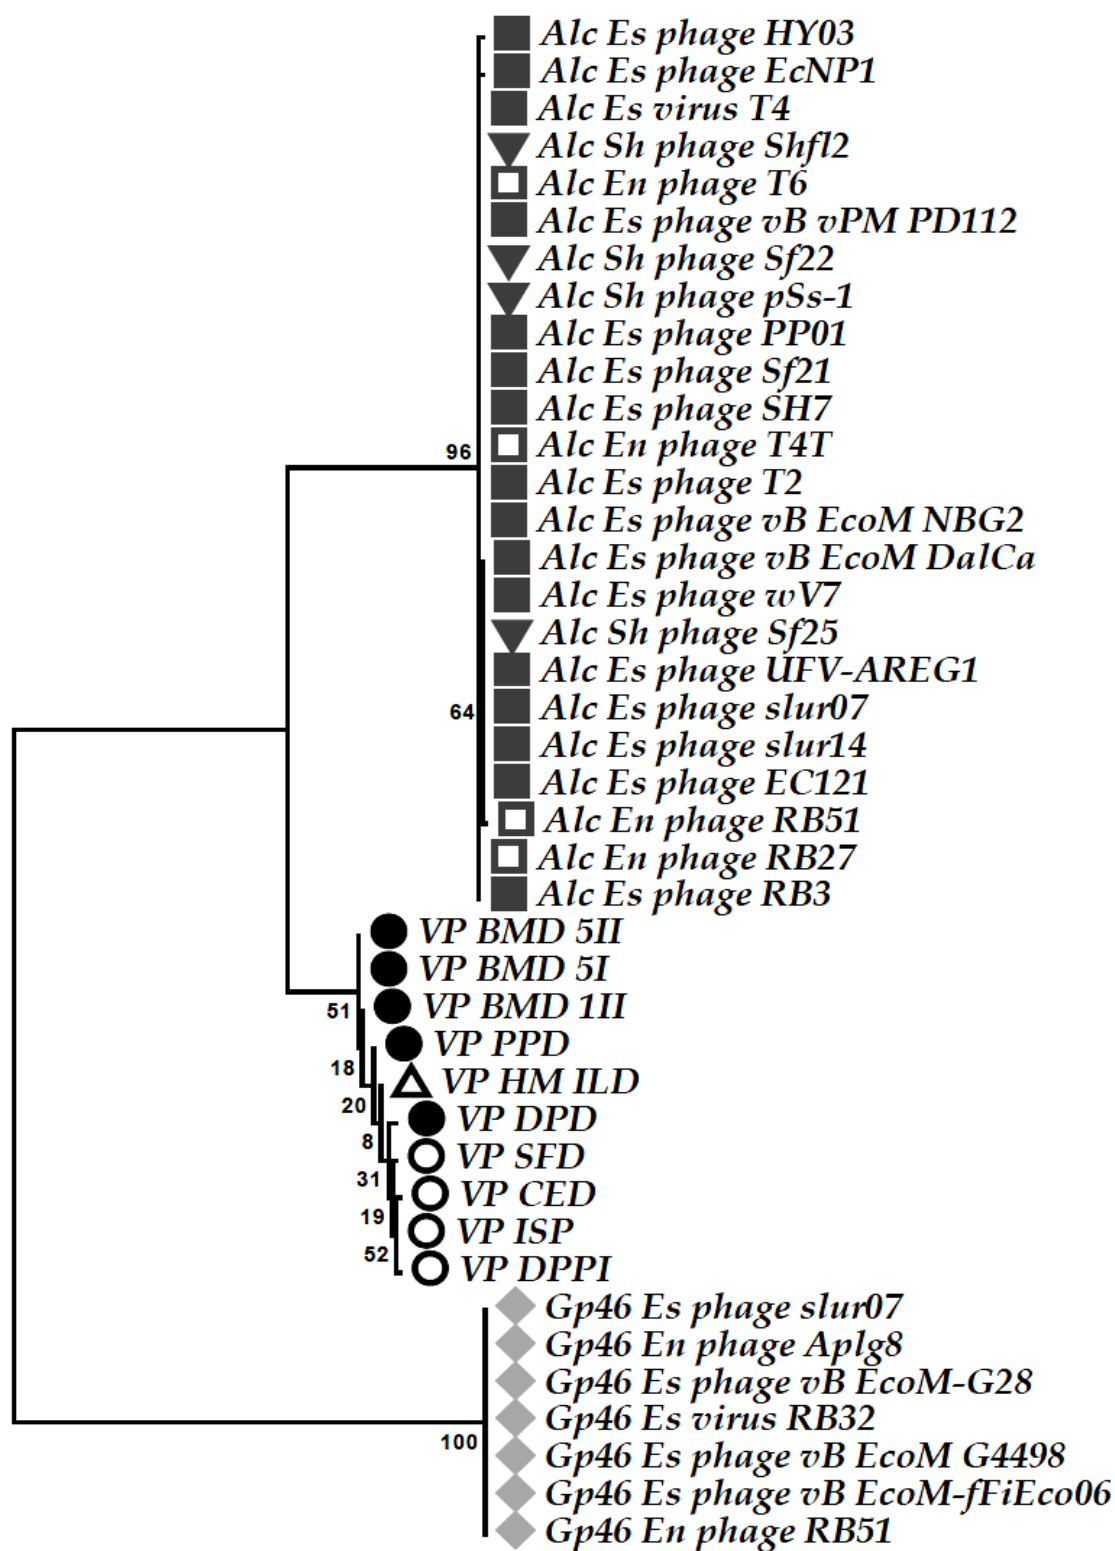 Alc Es phage HY03
Alc Es phage EcNP1
Alc Es virus T4
Alc Sh phage Shfl2
Alc En phage T6
Alc Es phage vB vPM PD112
Alc Sh phage Sf22
Alc Sh phage pSs-1
Alc Es phage PP01
Alc Es phage Sf21
Alc Es phage SH7
Alc En phage T4T
96
Alc Es phage T2
Alc Es phage vB EcoM NBG2
Alc Es phage vB EcoM DalCa
Alc Es phage wV7
Alc Sh phage Sf25
Alc Es phage UFV-AREG1
64
Alc Es phage slur07
Alc Es phage slur14
Alc Es phage EC121
Alc En phage RB51
Alc En phage RB27
Alc Es phage RB3
VP BMD 5II
VP BMD 5I
51
VP BMD 1II
VP PPD
18
VP HM ILD
20
VP DPD
8
VP SFD
31
VP CED
19
VP ISP
52
VP DPPI
Gp46 Es phage slur07
Gp46 En phage Aplg8
Gp46 Es phage vB EcoM-G28
Gp46 Es virus RB32
100
Gp46 Es phage vB EcoM G4498
Gp46 Es phage vB EcoM-fFiEco06
Gp46 En phage RB51